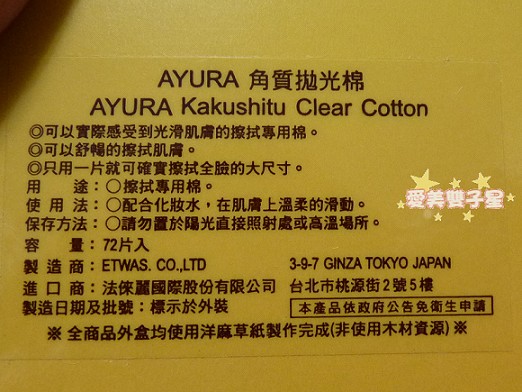 AYURA 角質拋光棉
AYURA Kakushitu Clear Cotton
◎可以實際感受到光滑肌膚的擦拭專用棉。
◎可以舒暢的擦拭肌膚。
◎只用一片就可確實擦拭全臉的大尺寸。
用　　途：○擦拭專用棉。
使 用 法：○配合化妝水，在肌膚上溫柔的滑動。
保存方法：○請勿置於陽光直接照射處或高溫場所。
容　　量：72片入
製 造 商：ETWAS. CO.,LTD 3-9-7 GINZA TOKYO JAPAN
進 口 商：法徠麗國際股份有限公司 台北市桃源街2號5樓
製造日期及批號：標示於外裝 本產品依政府公告免衛生申請
※ 全商品外盒均使用洋麻草紙製作完成(非使用木材資源) ※
愛美雙子星